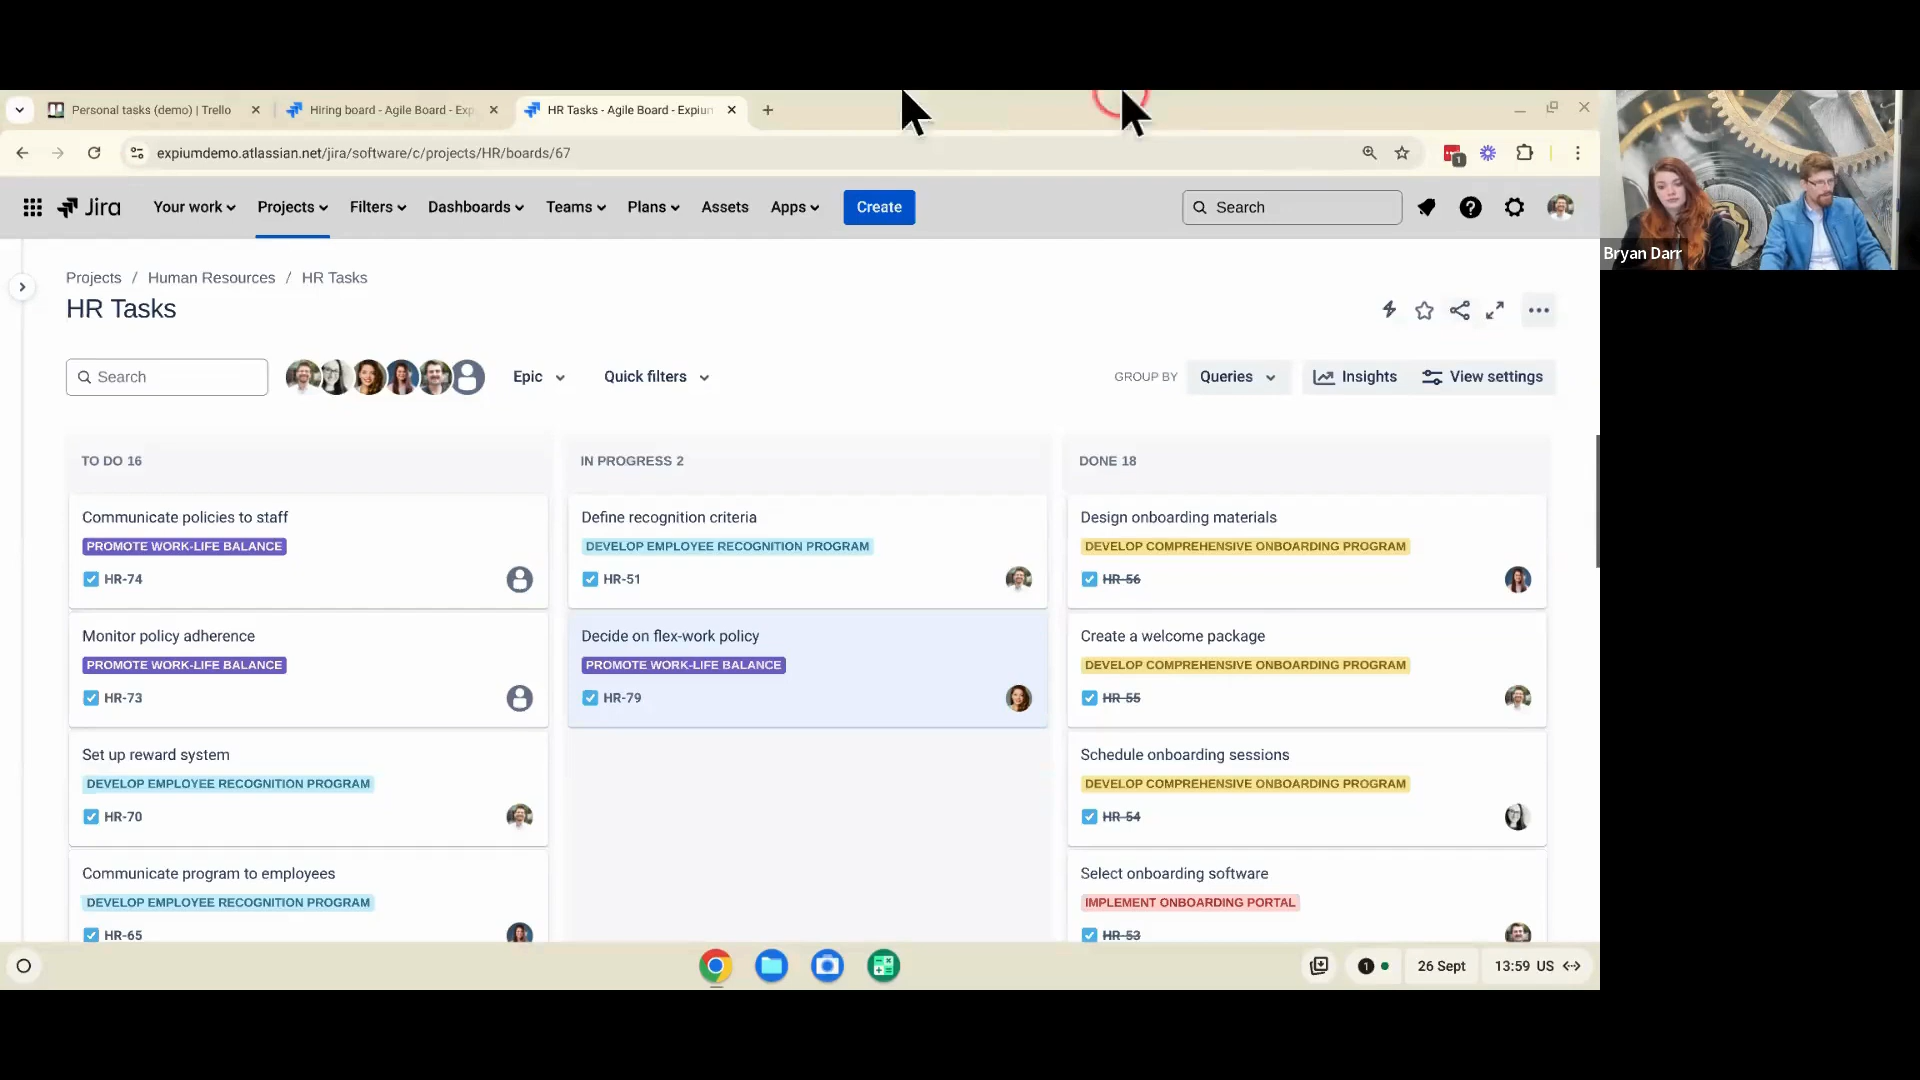 Personal tasks (demo) | Trello
Hiring board - Agile Board - Exp
HR Tasks - Agile Board - Expium
expiumdemo.atlassian.net/jira/software/c/projects/HR/boards/67
1
Jira
Your work
Projects
Filters
Dashboards
Teams
Plans
Assets
Apps
Create
Search
Bryan Darr
Projects / Human Resources / HR Tasks
HR Tasks
Search
Epic
Quick filters
GROUP BY
Queries
Insights
View settings
TO DO 16
Communicate policies to staff
PROMOTE WORK-LIFE BALANCE
HR-74
Monitor policy adherence
PROMOTE WORK-LIFE BALANCE
HR-73
Set up reward system
DEVELOP EMPLOYEE RECOGNITION PROGRAM
HR-70
Communicate program to employees
DEVELOP EMPLOYEE RECOGNITION PROGRAM
HR-65
IN PROGRESS 2
Define recognition criteria
DEVELOP EMPLOYEE RECOGNITION PROGRAM
HR-51
Decide on flex-work policy
PROMOTE WORK-LIFE BALANCE
HR-79
DONE 18
Design onboarding materials
DEVELOP COMPREHENSIVE ONBOARDING PROGRAM
HR-56
Create a welcome package
DEVELOP COMPREHENSIVE ONBOARDING PROGRAM
HR-55
Schedule onboarding sessions
DEVELOP COMPREHENSIVE ONBOARDING PROGRAM
HR-54
Select onboarding software
IMPLEMENT ONBOARDING PORTAL
HR-53
1
26 Sept
13:59 US